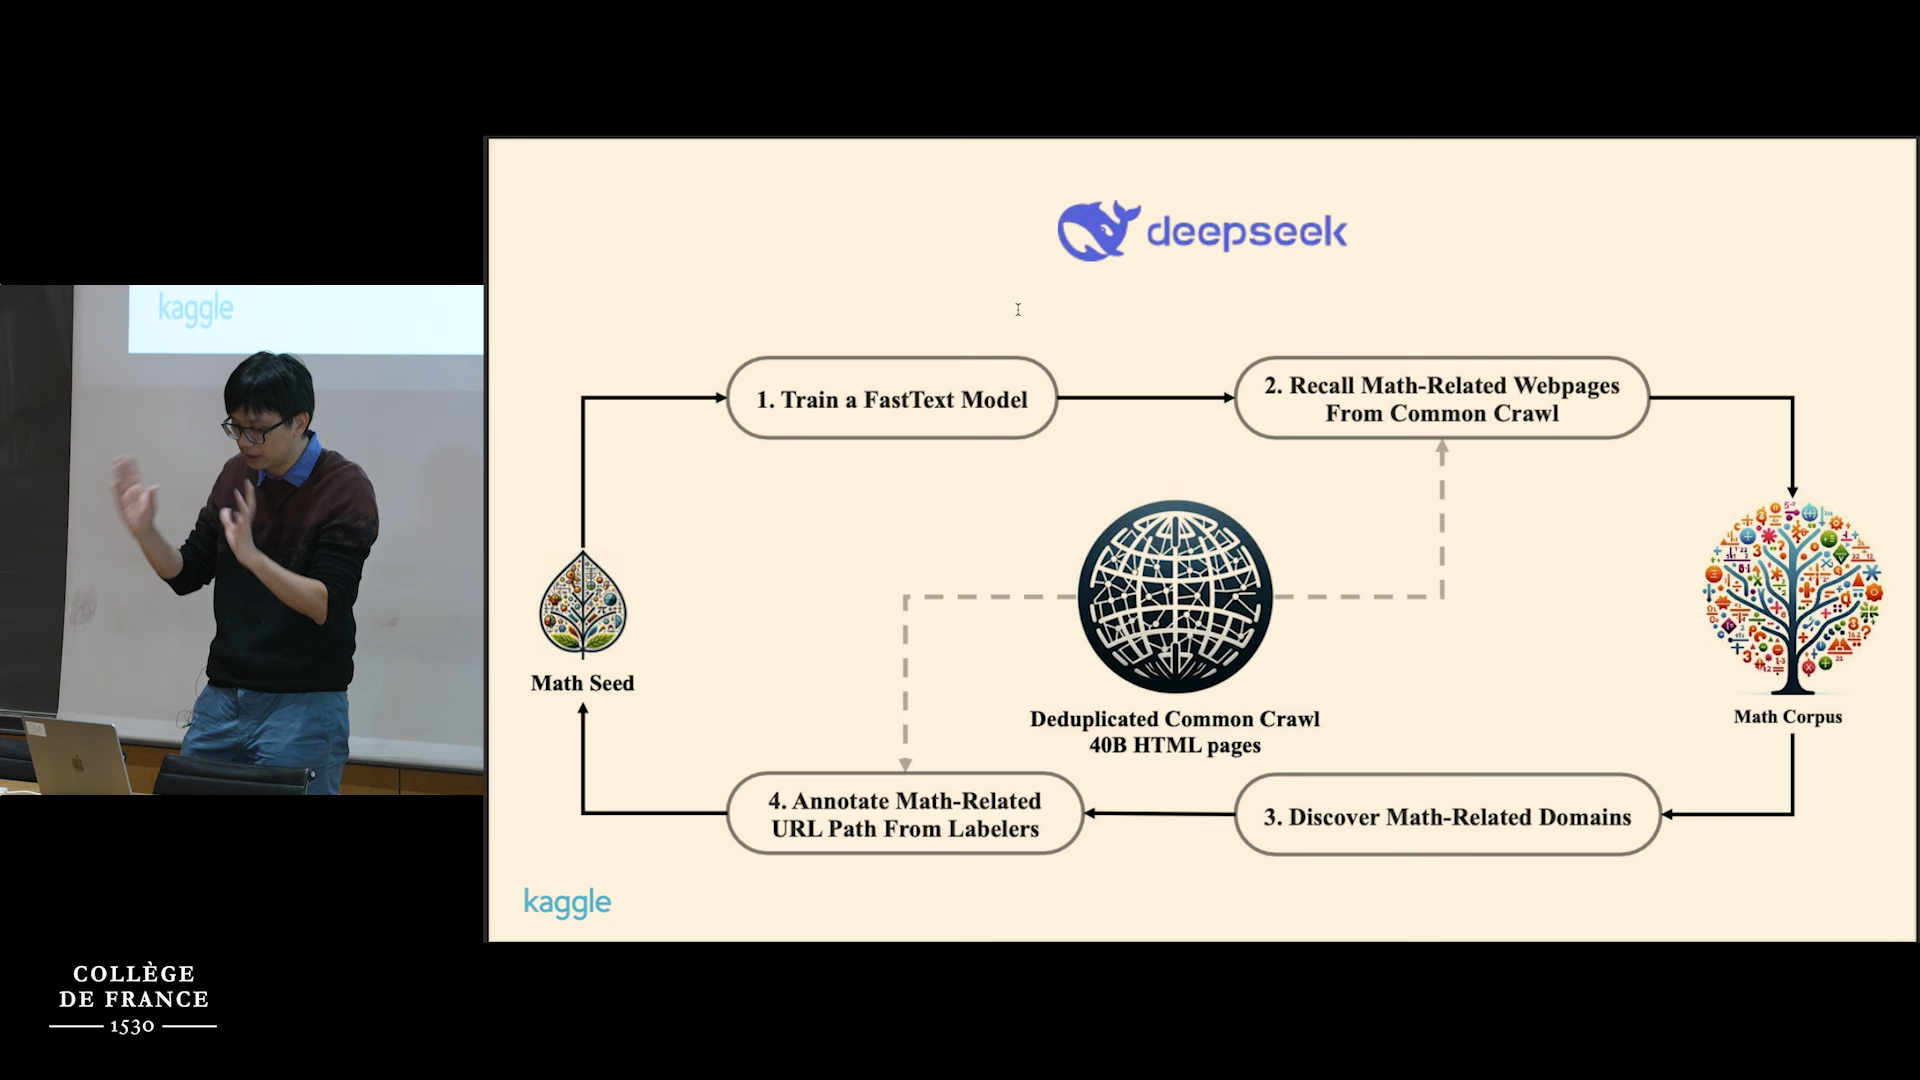 kaggle
deepseek
1. Train a FastText Model
2. Recall Math-Related Webpages
From Common Crawl
Math Seed
Deduplicated Common Crawl
40B HTML pages
Math Corpus
4. Annotate Math-Related
URL Path From Labelers
3. Discover Math-Related Domains
kaggle
COLLÈGE
DE FRANCE
1530